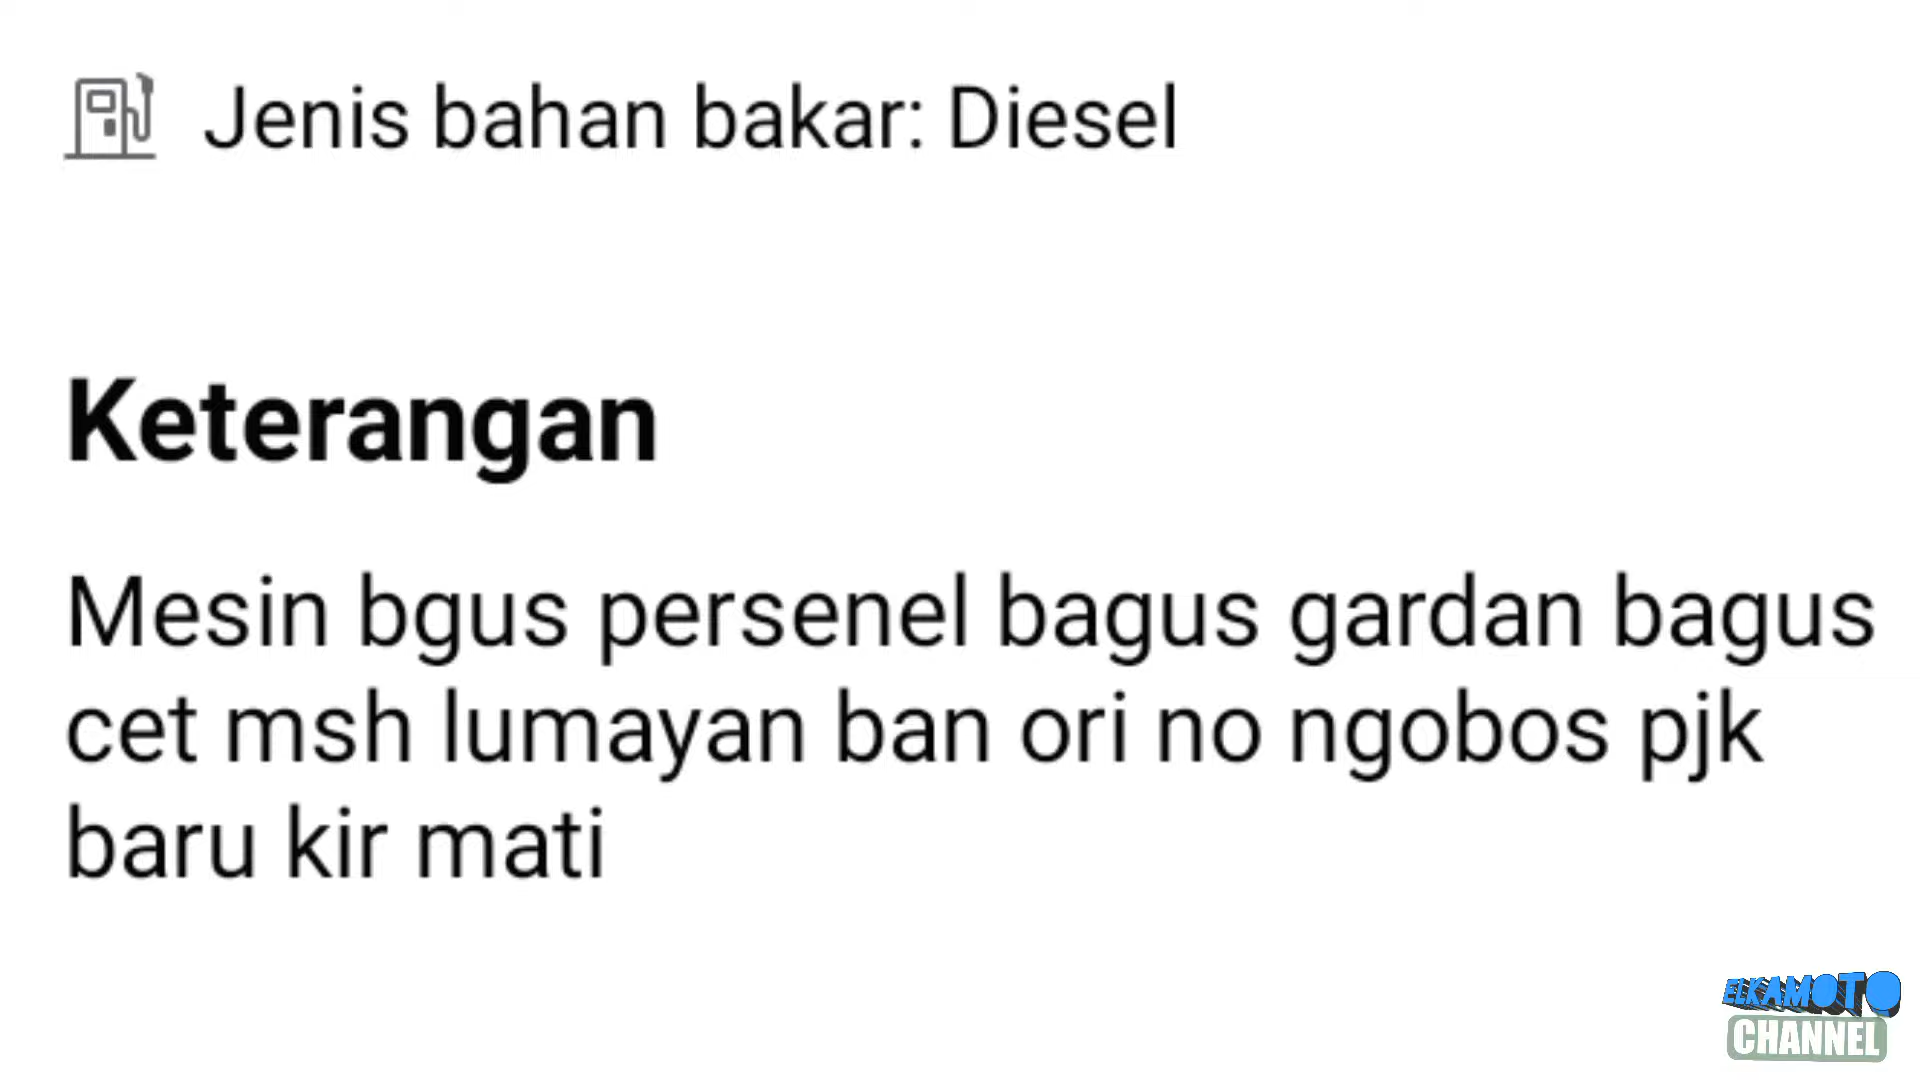 Jenis bahan bakar: Diesel
Keterangan
Mesin bgus persenel bagus gardan bagus
cet msh lumayan ban ori no ngobos pjk
baru kir mati
ELKAMOTO
CHANNEL